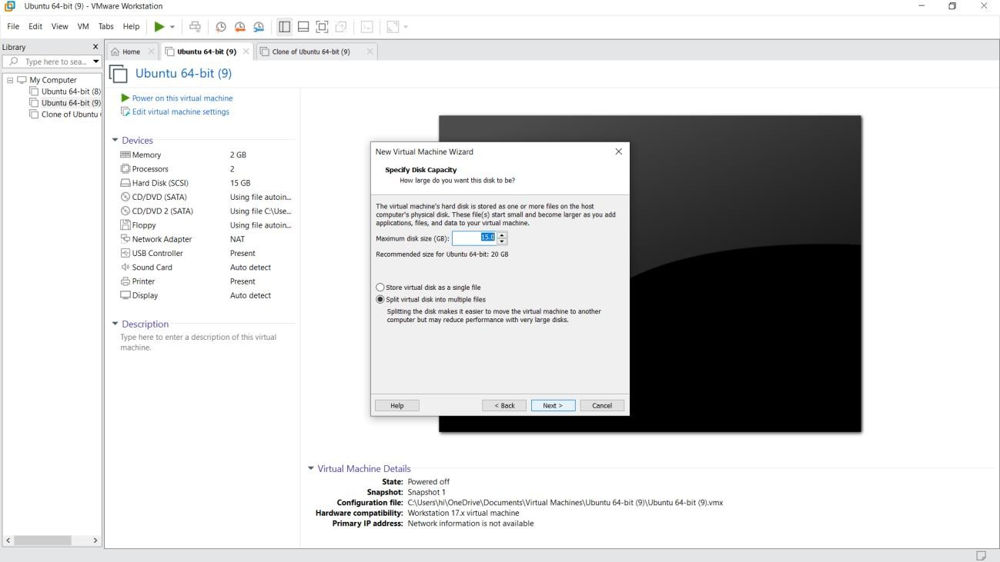 Ubuntu 64-bit (9) - VMware Workstation
File Edit View VM Tabs Help
Library
Type here to sea...
Home
Ubuntu 64-bit (9)
Clone of Ubuntu 64-bit (9)
My Computer
Ubuntu 64-bit (8)
Ubuntu 64-bit (9)
Clone of Ubuntu
Ubuntu 64-bit (9)
Power on this virtual machine
Edit virtual machine settings
Devices
Memory 2 GB
Processors 2
Hard Disk (SCSI) 15 GB
CD/DVD (SATA) Using file autoin...
CD/DVD 2 (SATA) Using file C:\Use...
Floppy Using file autoin...
Network Adapter NAT
USB Controller Present
Sound Card Auto detect
Printer Present
Display Auto detect
Description
Type here to enter a description of this virtual
machine.
New Virtual Machine Wizard
Specify Disk Capacity
How large do you want this disk to be?
The virtual machine's hard disk is stored as one or more files on the host
computer's physical disk. These file(s) start small and become larger as you add
applications, files, and data to your virtual machine.
Maximum disk size (GB): 15.0
Recommended size for Ubuntu 64-bit: 20 GB
Store virtual disk as a single file
Split virtual disk into multiple files
Splitting the disk makes it easier to move the virtual machine to another
computer but may reduce performance with very large disks.
Help < Back Next > Cancel
Virtual Machine Details
State: Powered off
Snapshot: Snapshot 1
Configuration file: C:\Users\hi\OneDrive\Documents\Virtual Machines\Ubuntu 64-bit (9)\Ubuntu 64-bit (9).vmx
Hardware compatibility: Workstation 17.x virtual machine
Primary IP address: Network information is not available